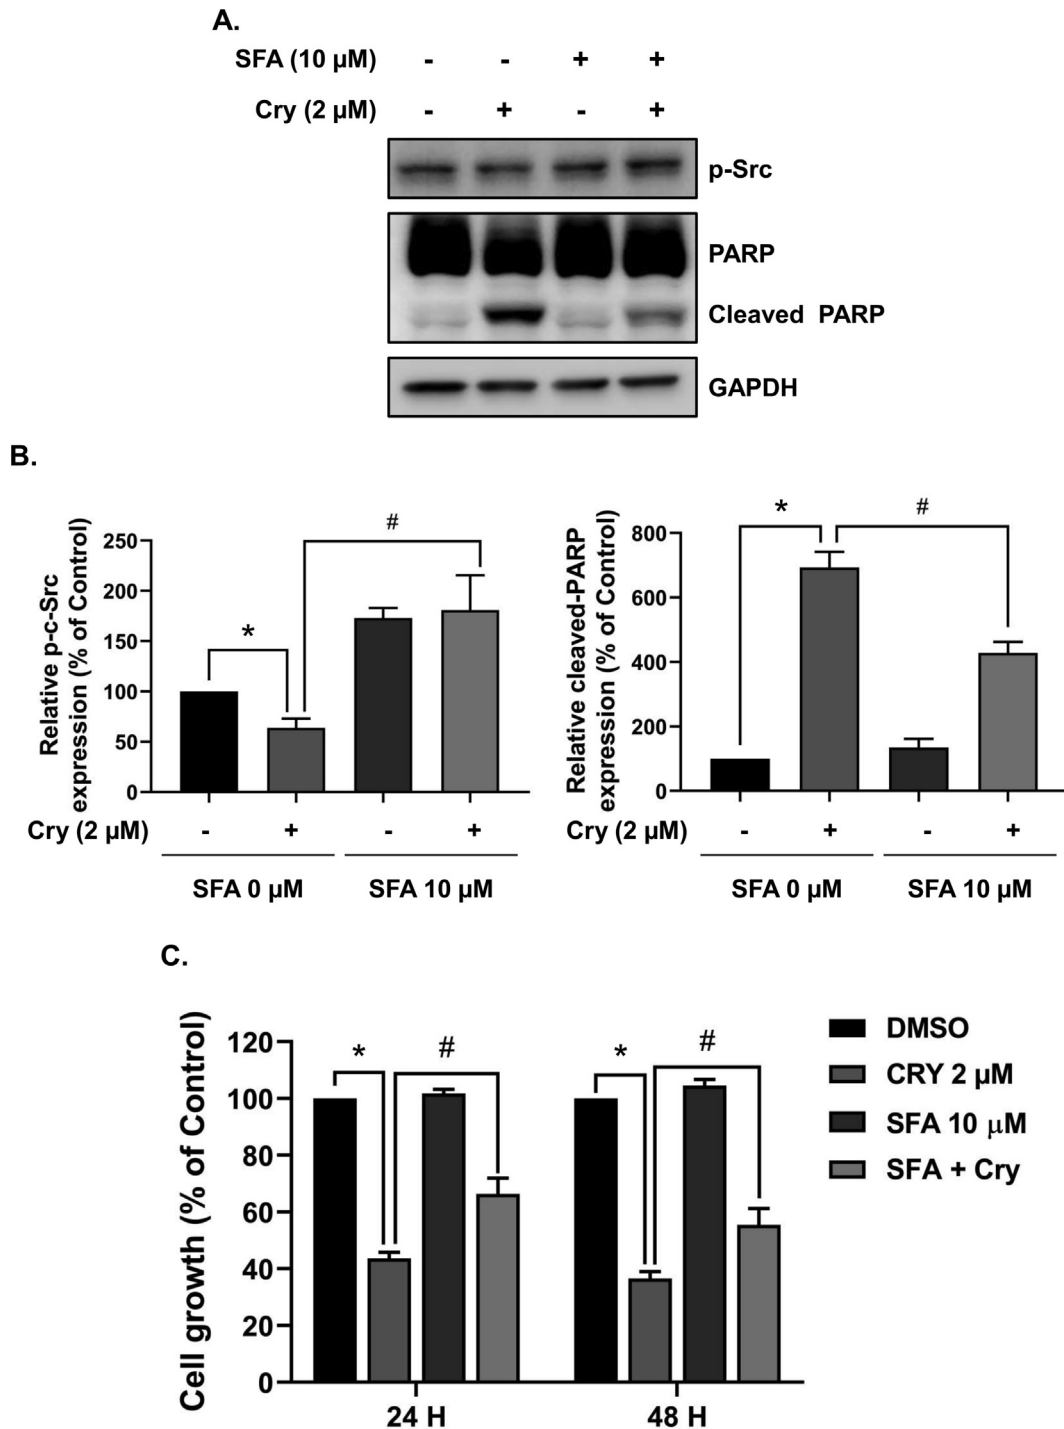 A.
SFA (10 µM) - - + +
Cry (2 µM) - + - +
p-Src
PARP
Cleaved PARP
GAPDH
B.
Relative p-c-Src
expression (% of Control)
250
200
150
100
50
0
*
#
Cry (2 µM) - + - +
SFA 0 µM SFA 10 µM
Relative cleaved-PARP
expression (% of Control)
800
600
400
200
0
*
#
Cry (2 µM) - + - +
SFA 0 µM SFA 10 µM
C.
Cell growth (% of Control)
120
100
80
60
40
20
0
* # * #
24 H 48 H
DMSO
CRY 2 µM
SFA 10 µM
SFA + Cry